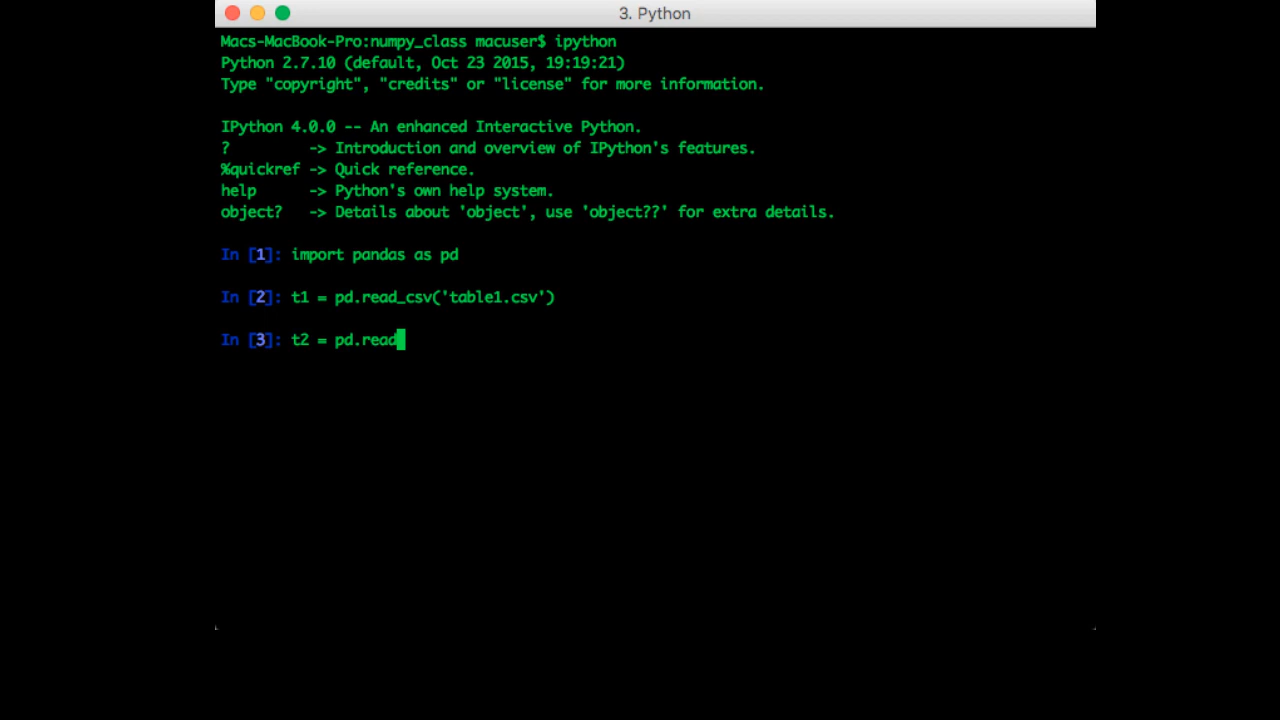 3. Python
Macs-MacBook-Pro:numpy_class macuser$ ipython
Python 2.7.10 (default, Oct 23 2015, 19:19:21)
Type "copyright", "credits" or "license" for more information.
IPython 4.0.0 -- An enhanced Interactive Python.
?         -> Introduction and overview of IPython's features.
%quickref -> Quick reference.
help      -> Python's own help system.
object?   -> Details about 'object', use 'object??' for extra details.
In [1]: import pandas as pd
In [2]: t1 = pd.read_csv('table1.csv')
In [3]: t2 = pd.read